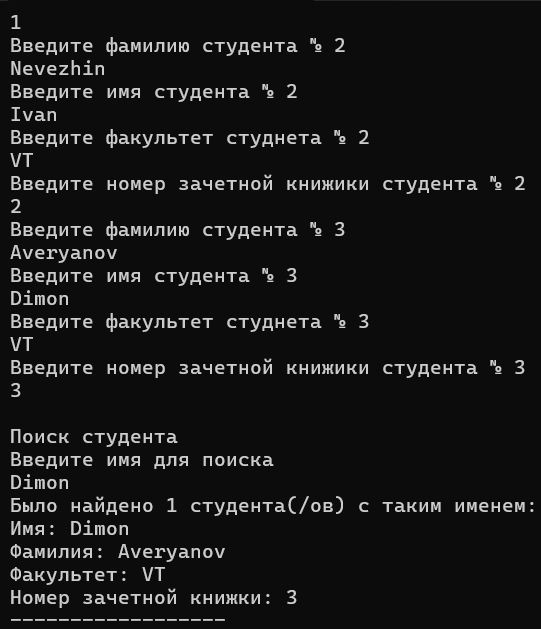 1
Введите фамилию студента № 2
Nevezhin
Введите имя студента № 2
Ivan
Введите факультет студнета № 2
VT
Введите номер зачетной книжики студента № 2
2
Введите фамилию студента № 3
Averyanov
Введите имя студента № 3
Dimon
Введите факультет студнета № 3
VT
Введите номер зачетной книжики студента № 3
3
Поиск студента
Введите имя для поиска
Dimon
Было найдено 1 студента(/ов) с таким именем:
Имя: Dimon
Фамилия: Averyanov
Факультет: VT
Номер зачетной книжки: 3
------------------